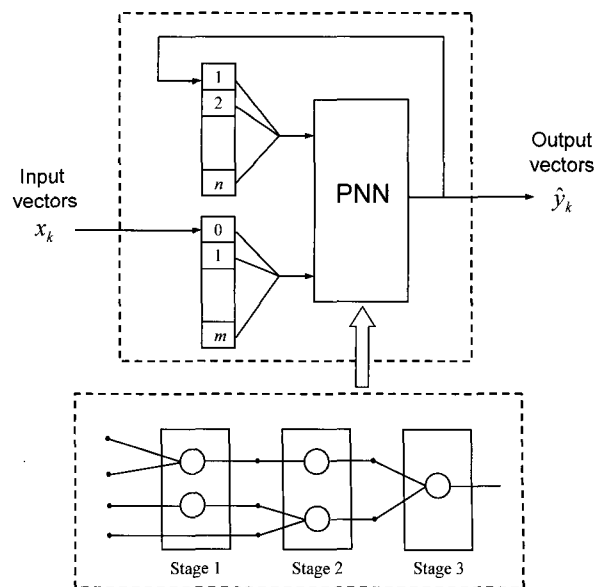 1
2
n
Input
vectors
x_k
0
1
m
PNN
Output
vectors
ŷ_k
Stage 1
Stage 2
Stage 3